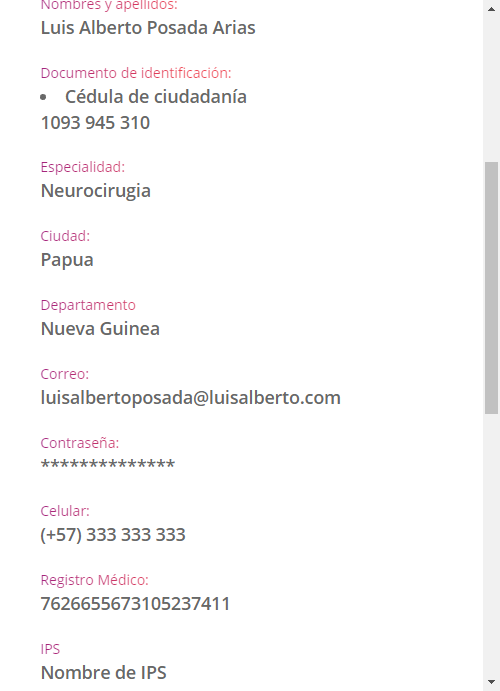 Nombres y apellidos:
Luis Alberto Posada Arias
Documento de identificación:
• Cédula de ciudadanía
1093 945 310
Especialidad:
Neurocirugia
Ciudad:
Papua
Departamento
Nueva Guinea
Correo:
luisalbertoposada@luisalberto.com
Contraseña:
**************
Celular:
(+57) 333 333 333
Registro Médico:
7626655673105237411
IPS
Nombre de IPS